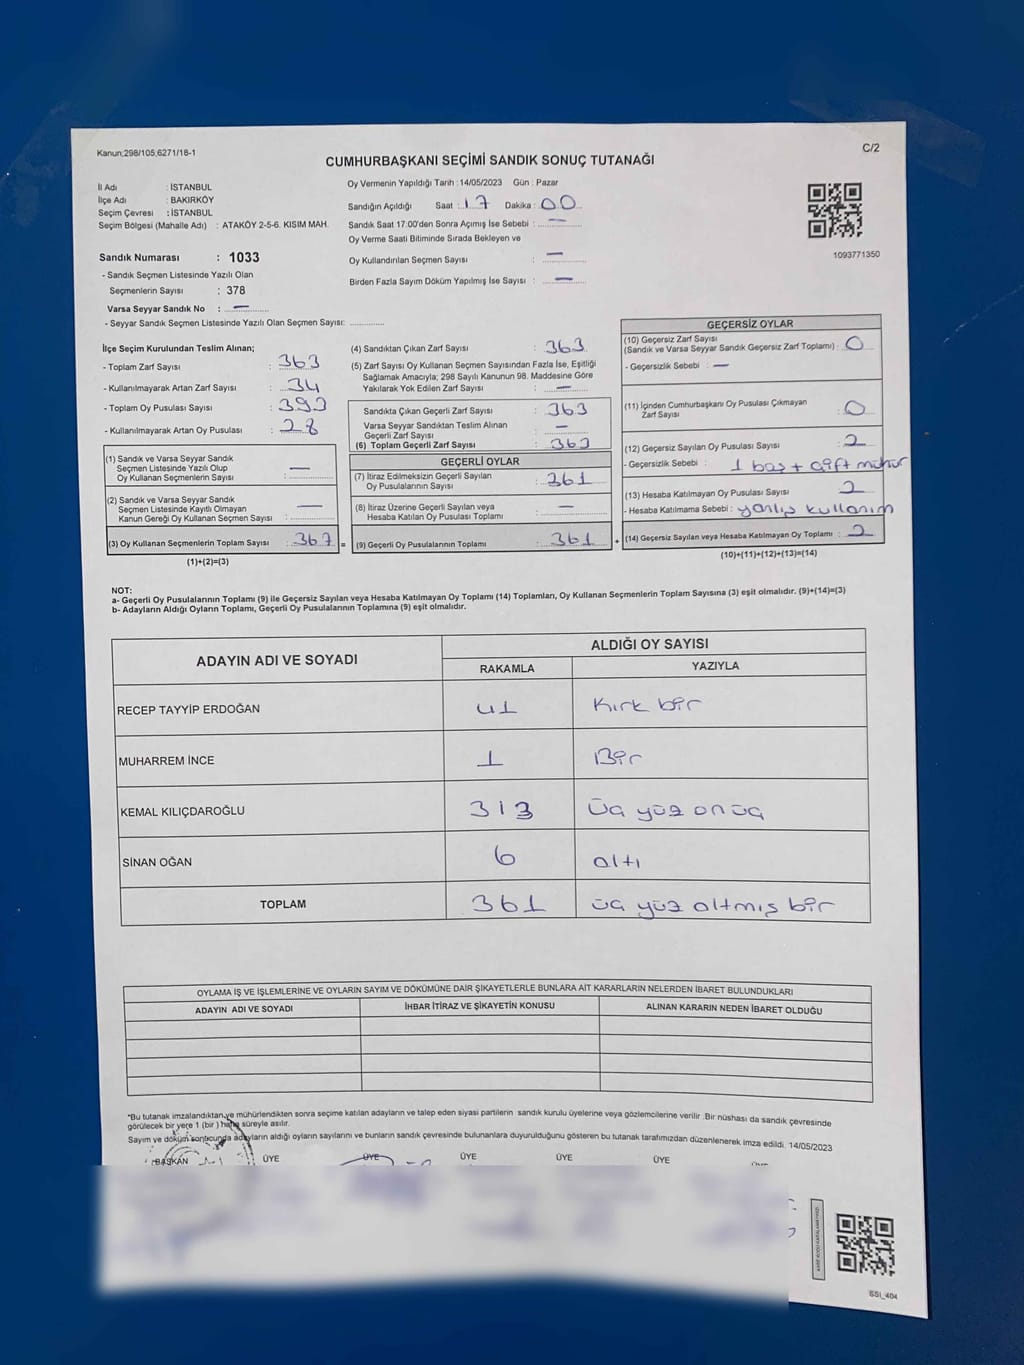 Kanun;298/105,6271/18-1
C/2
CUMHURBAŞKANI SEÇİMİ SANDIK SONUÇ TUTANAĞI
İl Adı : İSTANBUL
İlçe Adı : BAKIRKÖY
Seçim Çevresi : İSTANBUL
Seçim Bölgesi (Mahalle Adı) : ATAKÖY 2-5-6. KISIM MAH.
Oy Vermenin Yapıldığı Tarih : 14/05/2023 Gün : Pazar
Sandığın Açıldığı Saat : 17 Dakika : 00
Sandık Saat 17:00'den Sonra Açımış İse Sebebi : —
Oy Verme Saati Bitiminde Sırada Bekleyen ve
Oy Kullandırılan Seçmen Sayısı : —
Birden Fazla Sayım Döküm Yapılmış İse Sayısı : —
1093771350
Sandık Numarası : 1033
- Sandık Seçmen Listesinde Yazılı Olan
Seçmenlerin Sayısı : 378
Varsa Seyyar Sandık No : —
- Seyyar Sandık Seçmen Listesinde Yazılı Olan Seçmen Sayısı:
İlçe Seçim Kurulundan Teslim Alınan;
- Toplam Zarf Sayısı : 363
- Kullanılmayarak Artan Zarf Sayısı : 34
- Toplam Oy Pusulası Sayısı : 393
- Kullanılmayarak Artan Oy Pusulası : 28
(1) Sandık ve Varsa Seyyar Sandık
Seçmen Listesinde Yazılı Olup
Oy Kullanan Seçmen Sayısı : —
(2) Sandık ve Varsa Seyyar Sandık
Seçmen Listesinde Kayıtlı Olmayan
Kanun Gereği Oy Kullanan Seçmen Sayısı : —
(3) Oy Kullanan Seçmenlerin Toplam Sayısı : 363 =
(1)+(2)=(3)
(4) Sandıktan Çıkan Zarf Sayısı : 363
(5) Zarf Sayısı Oy Kullanan Seçmen Sayısından Fazla İse, Eşitliği
Sağlamak Amacıyla; 298 Sayılı Kanunun 98. Maddesine Göre
Yakılarak Yok Edilen Zarf Sayısı : —
Sandıkta Çıkan Geçerli Zarf Sayısı : 363
Varsa Seyyar Sandıktan Teslim Alınan
Geçerli Zarf Sayısı : —
(6) Toplam Geçerli Zarf Sayısı : 363
GEÇERLİ OYLAR
(7) İtiraz Edilmeksizin Geçerli Sayılan
Oy Pusulalarının Sayısı : 361
(8) İtiraz Üzerine Geçerli Sayılan veya
Hesaba Katılan Oy Pusulası Toplamı : —
(9) Geçerli Oy Pusulalarının Toplamı : 361 +
GEÇERSİZ OYLAR
(10) Geçersiz Zarf Sayısı
(Sandık ve Varsa Seyyar Sandık Geçersiz Zarf Toplamı) : 0
- Geçersizlik Sebebi : —
(11) İçinden Cumhurbaşkanı Oy Pusulası Çıkmayan
Zarf Sayısı : 0
(12) Geçersiz Sayılan Oy Pusulası Sayısı : 2
- Geçersizlik Sebebi : 1 boş + çift mühür
(13) Hesaba Katılmayan Oy Pusulası Sayısı : 2
- Hesaba Katılmama Sebebi : yanlış kullanım
(14) Geçersiz Sayılan veya Hesaba Katılmayan Oy Toplamı : 2
(10)+(11)+(12)+(13)=(14)
NOT:
a- Geçerli Oy Pusulalarının Toplamı (9) ile Geçersiz Sayılan veya Hesaba Katılmayan Oy Toplamı (14) Toplamları, Oy Kullanan Seçmenlerin Toplam Sayısına (3) eşit olmalıdır. (9)+(14)=(3)
b- Adayların Aldığı Oyların Toplamı, Geçerli Oy Pusulalarının Toplamına (9) eşit olmalıdır.
ADAYIN ADI VE SOYADI
ALDIĞI OY SAYISI
RAKAMLA YAZIYLA
RECEP TAYYİP ERDOĞAN 41 Kırk bir
MUHARREM İNCE 1 Bir
KEMAL KILIÇDAROĞLU 313 üç yüz onüç
SİNAN OĞAN 6 altı
TOPLAM 361 üç yüz altmış bir
OYLAMA İŞ VE İŞLEMLERİNE VE OYLARIN SAYIM VE DÖKÜMÜNE DAİR ŞİKAYETLERLE BUNLARA AİT KARARLARIN NELERDEN İBARET BULUNDUKLARI
ADAYIN ADI VE SOYADI İHBAR İTİRAZ VE ŞİKAYETİN KONUSU ALINAN KARARIN NEDEN İBARET OLDUĞU
*Bu tutanak imzalandıktan ve mühürlendikten sonra seçime katılan adayların ve talep eden siyasi partilerin sandık kurulu üyelerine veya gözlemcilerine verilir. Bir nüshası da sandık çevresinde
görülecek bir yere 1 (bir ) hafta süreyle asılır.
Sayım ve döküm sonucunda adayların aldığı oyların sayılarını ve bunların sandık çevresinde bulunanlara duyurulduğunu gösteren bu tutanak tarafımızdan düzenlenerek imza edildi. 14/05/2023
BAŞKAN ÜYE ÜYE ÜYE ÜYE ÜYE
SSİ_404